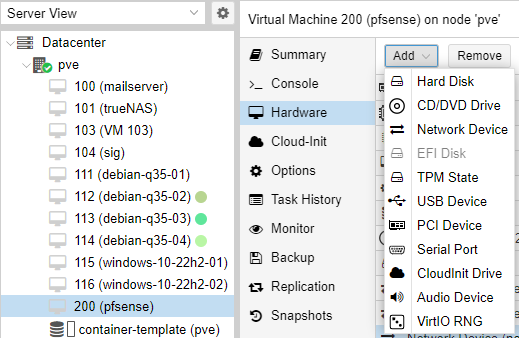 Server View
Datacenter
pve
100 (mailserver)
101 (trueNAS)
103 (VM 103)
104 (sig)
111 (debian-q35-01)
112 (debian-q35-02)
113 (debian-q35-03)
114 (debian-q35-04)
115 (windows-10-22h2-01)
116 (windows-10-22h2-02)
200 (pfsense)
container-template (pve)
Virtual Machine 200 (pfsense) on node 'pve'
Summary
Console
Hardware
Cloud-Init
Options
Task History
Monitor
Backup
Replication
Snapshots
Add
Remove
Hard Disk
CD/DVD Drive
Network Device
EFI Disk
TPM State
USB Device
PCI Device
Serial Port
CloudInit Drive
Audio Device
VirtIO RNG